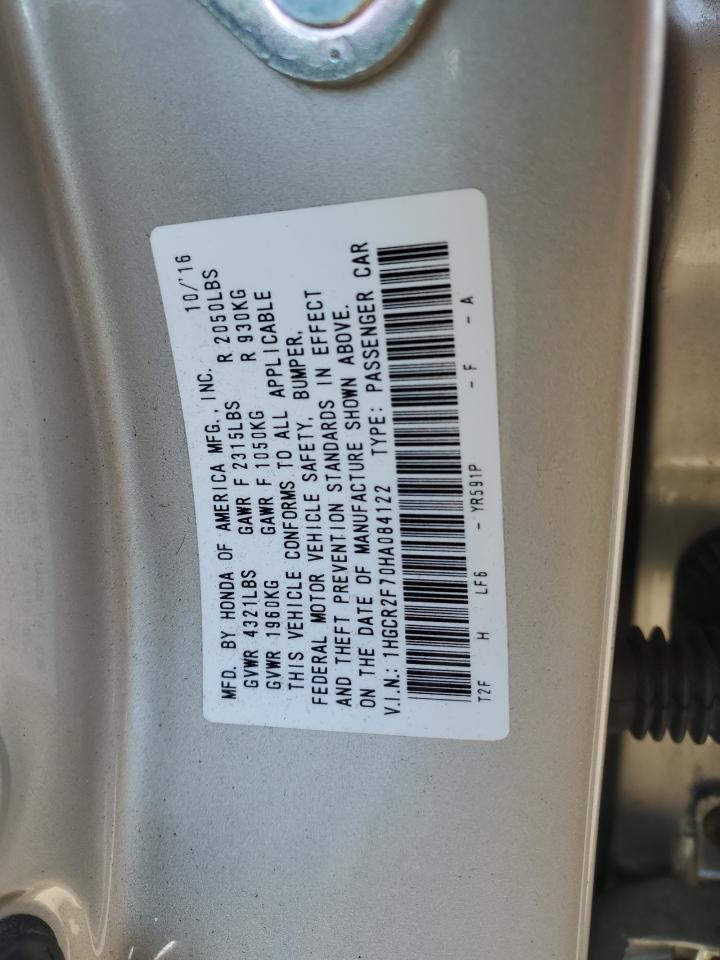 MFD. BY HONDA OF AMERICA MFG., INC. 10/'16
GVWR 4321LBS GAWR F 2315LBS R 2050LBS
GVWR 1960KG GAWR F 1050KG R 930KG
THIS VEHICLE CONFORMS TO ALL APPLICABLE
FEDERAL MOTOR VEHICLE SAFETY, BUMPER,
AND THEFT PREVENTION STANDARDS IN EFFECT
ON THE DATE OF MANUFACTURE SHOWN ABOVE.
V.I.N.: 1HGCR2F70HA084122 TYPE: PASSENGER CAR
T2F H LF6 - YR591P - F - A